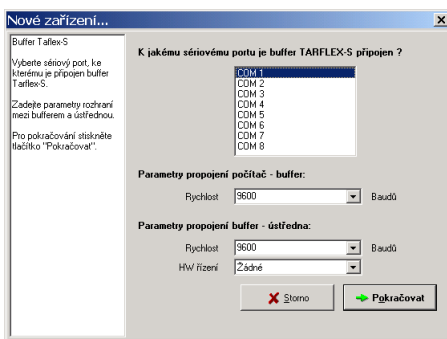 Nové zařízení...
Buffer Taflex-S
Vyberte sériový port, ke
kterému je připojen buffer
Tarflex-S.
Zadejte parametry rozhraní
mezi bufferem a ústřednou.
Pro pokračování stiskněte
tlačítko "Pokračovat".
K jakému sériovému portu je buffer TARFLEX-S připojen ?
COM 1
COM 2
COM 3
COM 4
COM 5
COM 6
COM 7
COM 8
Parametry propojení počítač - buffer:
Rychlost 9600 Baudů
Parametry propojení buffer - ústředna:
Rychlost 9600 Baudů
HW řízení Žádné
Storno Pokračovat